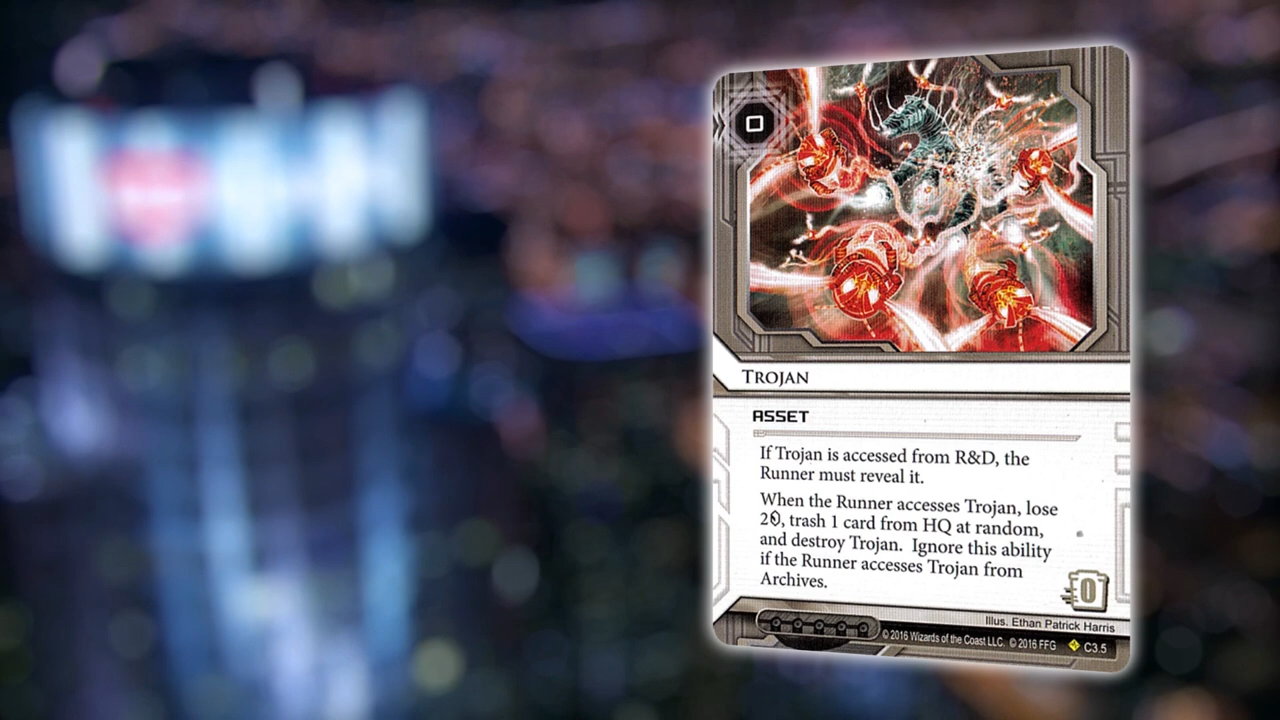 0
TROJAN
ASSET
If Trojan is accessed from R&D, the
Runner must reveal it.
When the Runner accesses Trojan, lose
2, trash 1 card from HQ at random,
and destroy Trojan. Ignore this ability
if the Runner accesses Trojan from
Archives.
0
Illus. Ethan Patrick Harris
© 2016 Wizards of the Coast LLC. © 2016 FFG C3.5